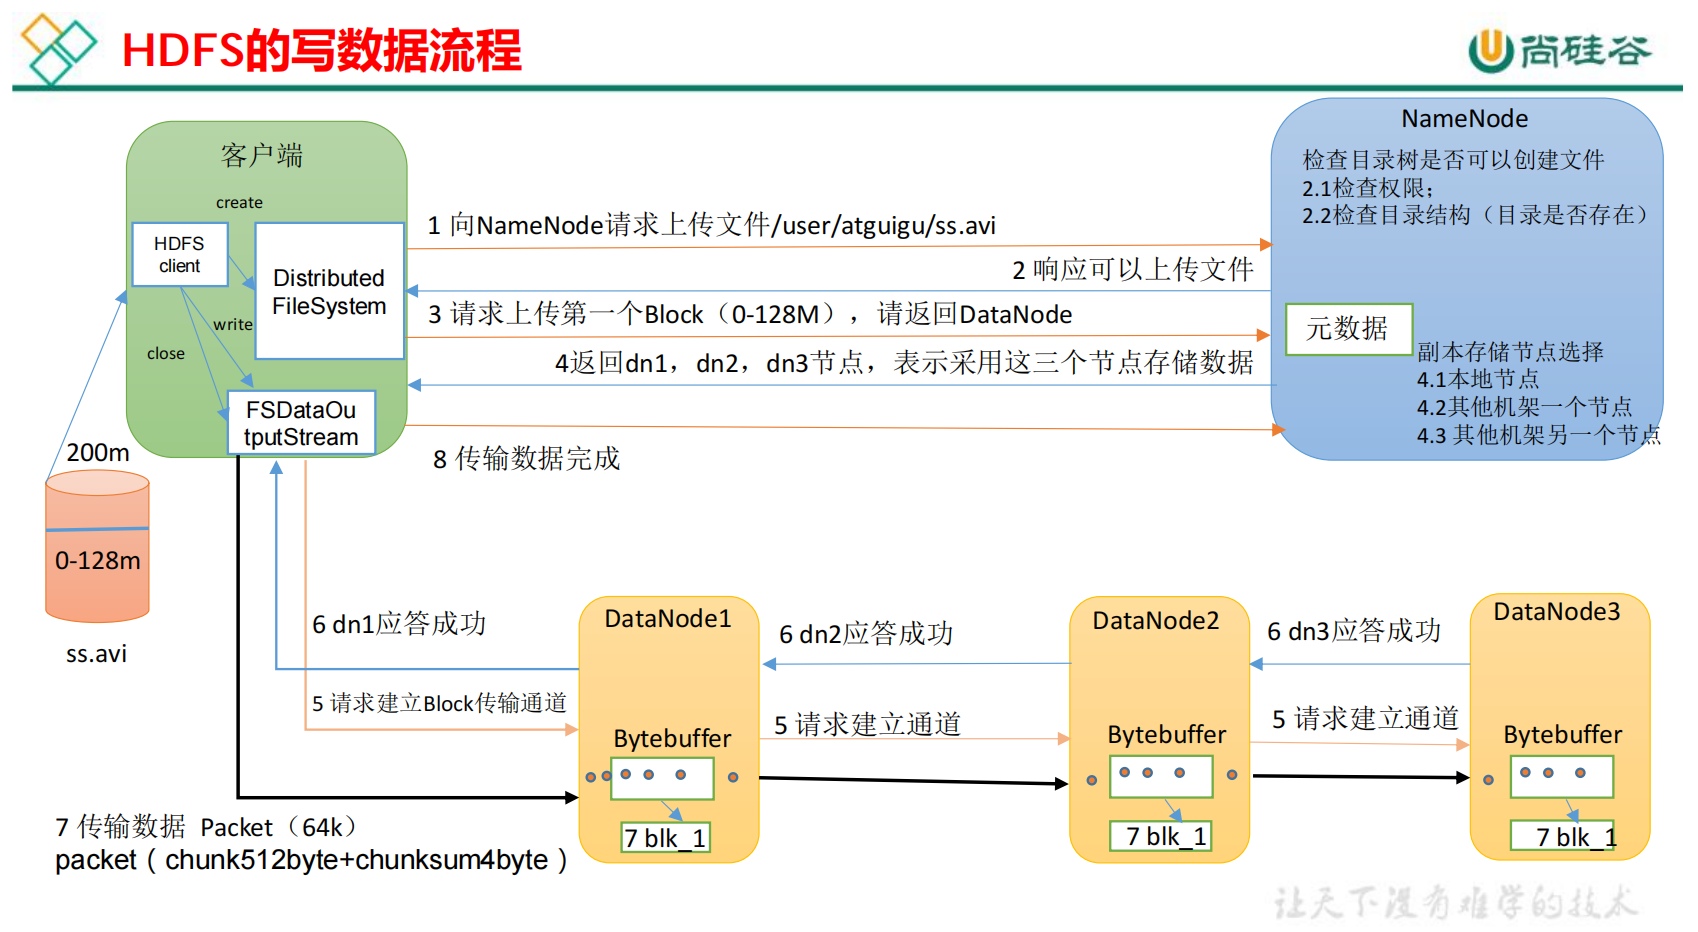 HDFS的写数据流程
尚硅谷
客户端
create
HDFS
client
Distributed
FileSystem
write
close
FSDataOu
tputStream
200m
0-128m
ss.avi
1 向NameNode请求上传文件/user/atguigu/ss.avi
2 响应可以上传文件
3 请求上传第一个Block（0-128M），请返回DataNode
4返回dn1，dn2，dn3节点，表示采用这三个节点存储数据
8 传输数据完成
NameNode
检查目录树是否可以创建文件
2.1检查权限；
2.2检查目录结构（目录是否存在）
元数据
副本存储节点选择
4.1本地节点
4.2其他机架一个节点
4.3 其他机架另一个节点
6 dn1应答成功
5 请求建立Block传输通道
DataNode1
Bytebuffer
7 blk_1
6 dn2应答成功
5 请求建立通道
DataNode2
Bytebuffer
7 blk_1
6 dn3应答成功
5 请求建立通道
DataNode3
Bytebuffer
7 blk_1
7 传输数据 Packet（64k）
packet（chunk512byte+chunksum4byte）
让天下没有难学的技术